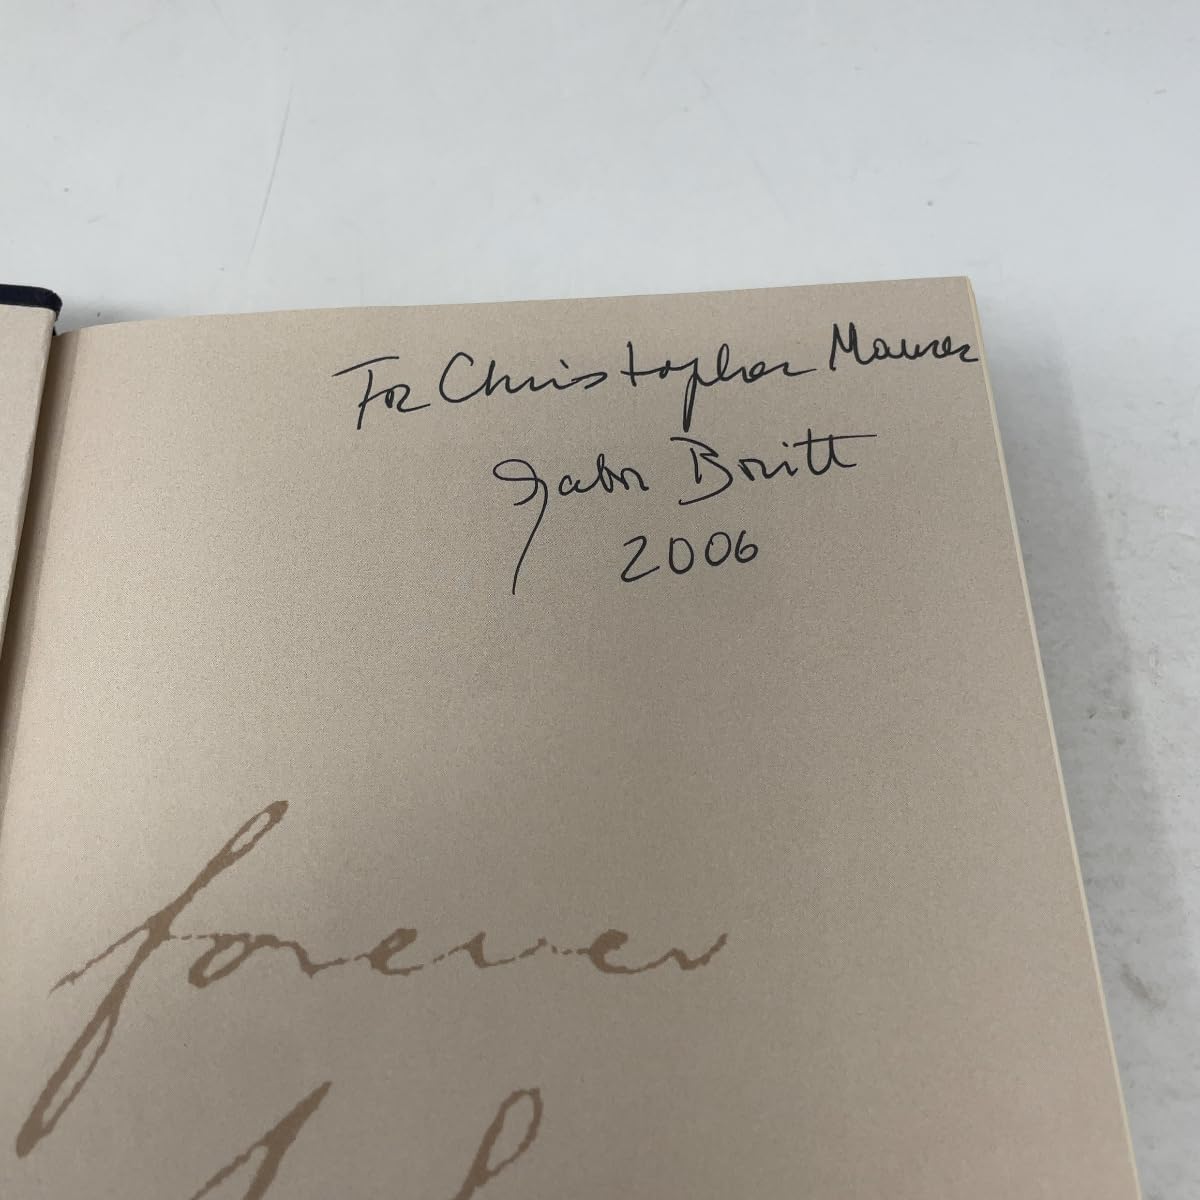 For Christopher Maurer
Gabor Boritt
2006
forever